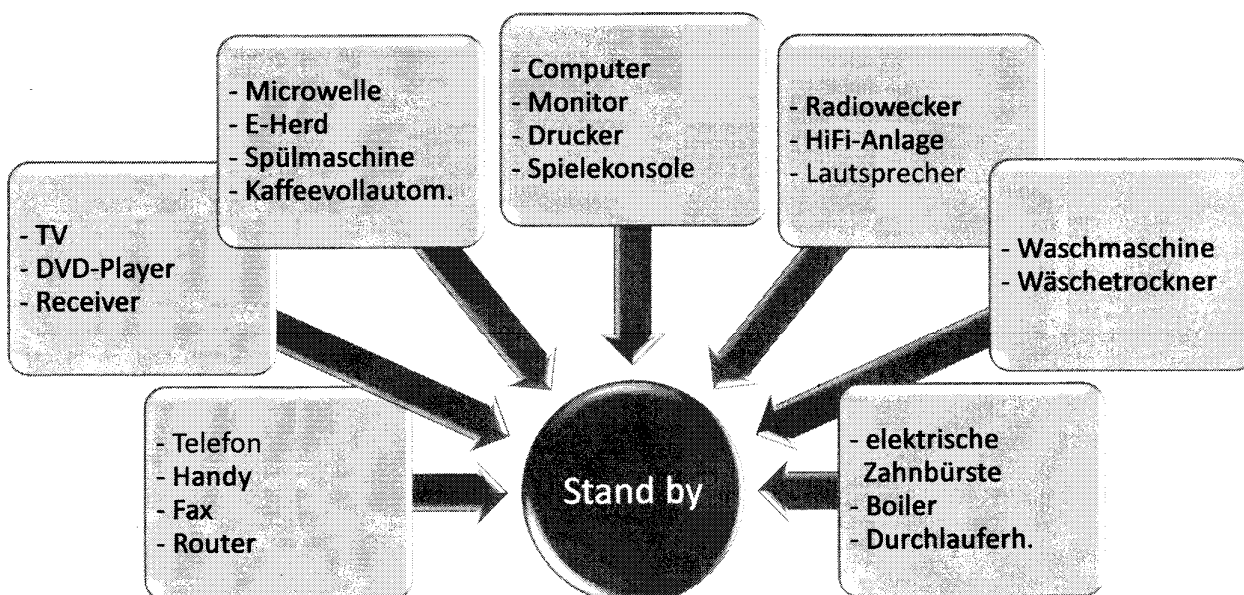 - Telefon
- Handy
- Fax
- Router
- TV
- DVD-Player
- Receiver
- Microwelle
- E-Herd
- Spülmaschine
- Kaffeevollautom.
- Computer
- Monitor
- Drucker
- Spielekonsole
- Radiowecker
- HiFi-Anlage
- Lautsprecher
- Waschmaschine
- Wäschetrockner
- elektrische
Zahnbürste
- Boiler
- Durchlauferh.
Stand by